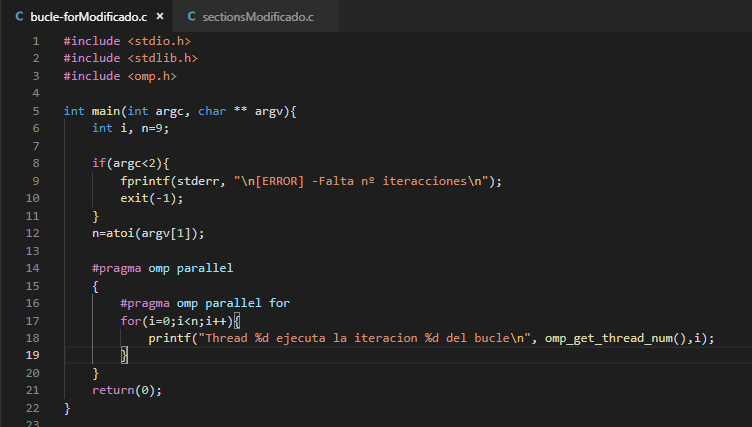 bucle-forModificado.c × sectionsModificado.c
1 #include <stdio.h>
2 #include <stdlib.h>
3 #include <omp.h>
4
5 int main(int argc, char ** argv){
6     int i, n=9;
7
8     if(argc<2){
9         fprintf(stderr, "\n[ERROR] -Falta nº iteracciones\n");
10         exit(-1);
11     }
12     n=atoi(argv[1]);
13
14     #pragma omp parallel
15     {
16         #pragma omp parallel for
17         for(i=0;i<n;i++){
18             printf("Thread %d ejecuta la iteracion %d del bucle\n", omp_get_thread_num(),i);
19         }
20     }
21     return(0);
22 }
23